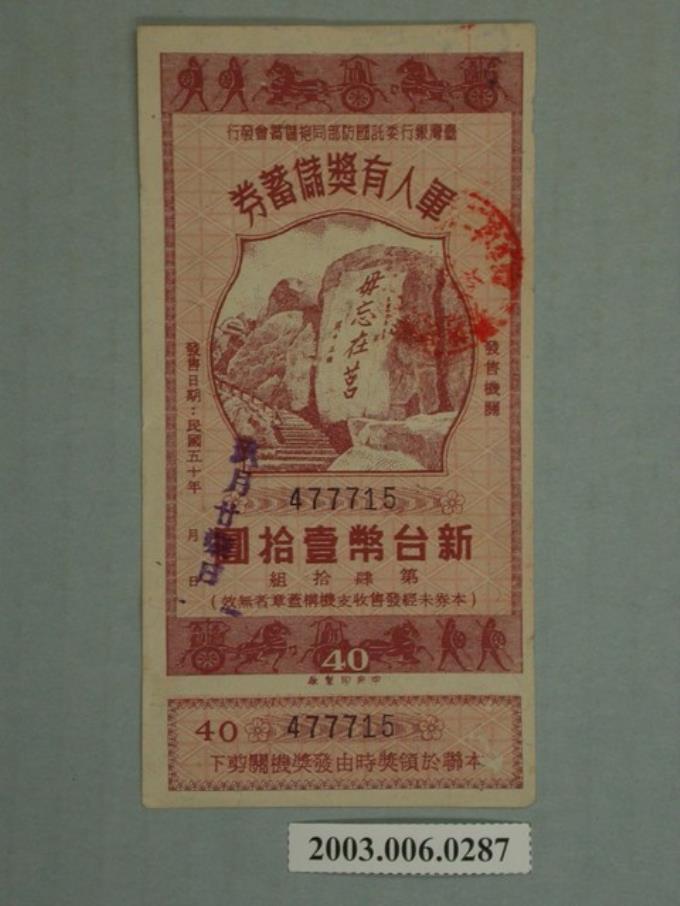 臺灣銀行委託國防部同袍儲蓄會發行
軍人有獎儲蓄券
毋忘在莒
發售機關
發售日期：民國五十年 月 日
月廿 日
477715
新台幣壹拾圓
第肆拾組
(本券未經發售收支機構蓋章者無效)
40
中央印製廠
40 477715
本聯於領獎時由發獎機關剪下
2003.006.0287